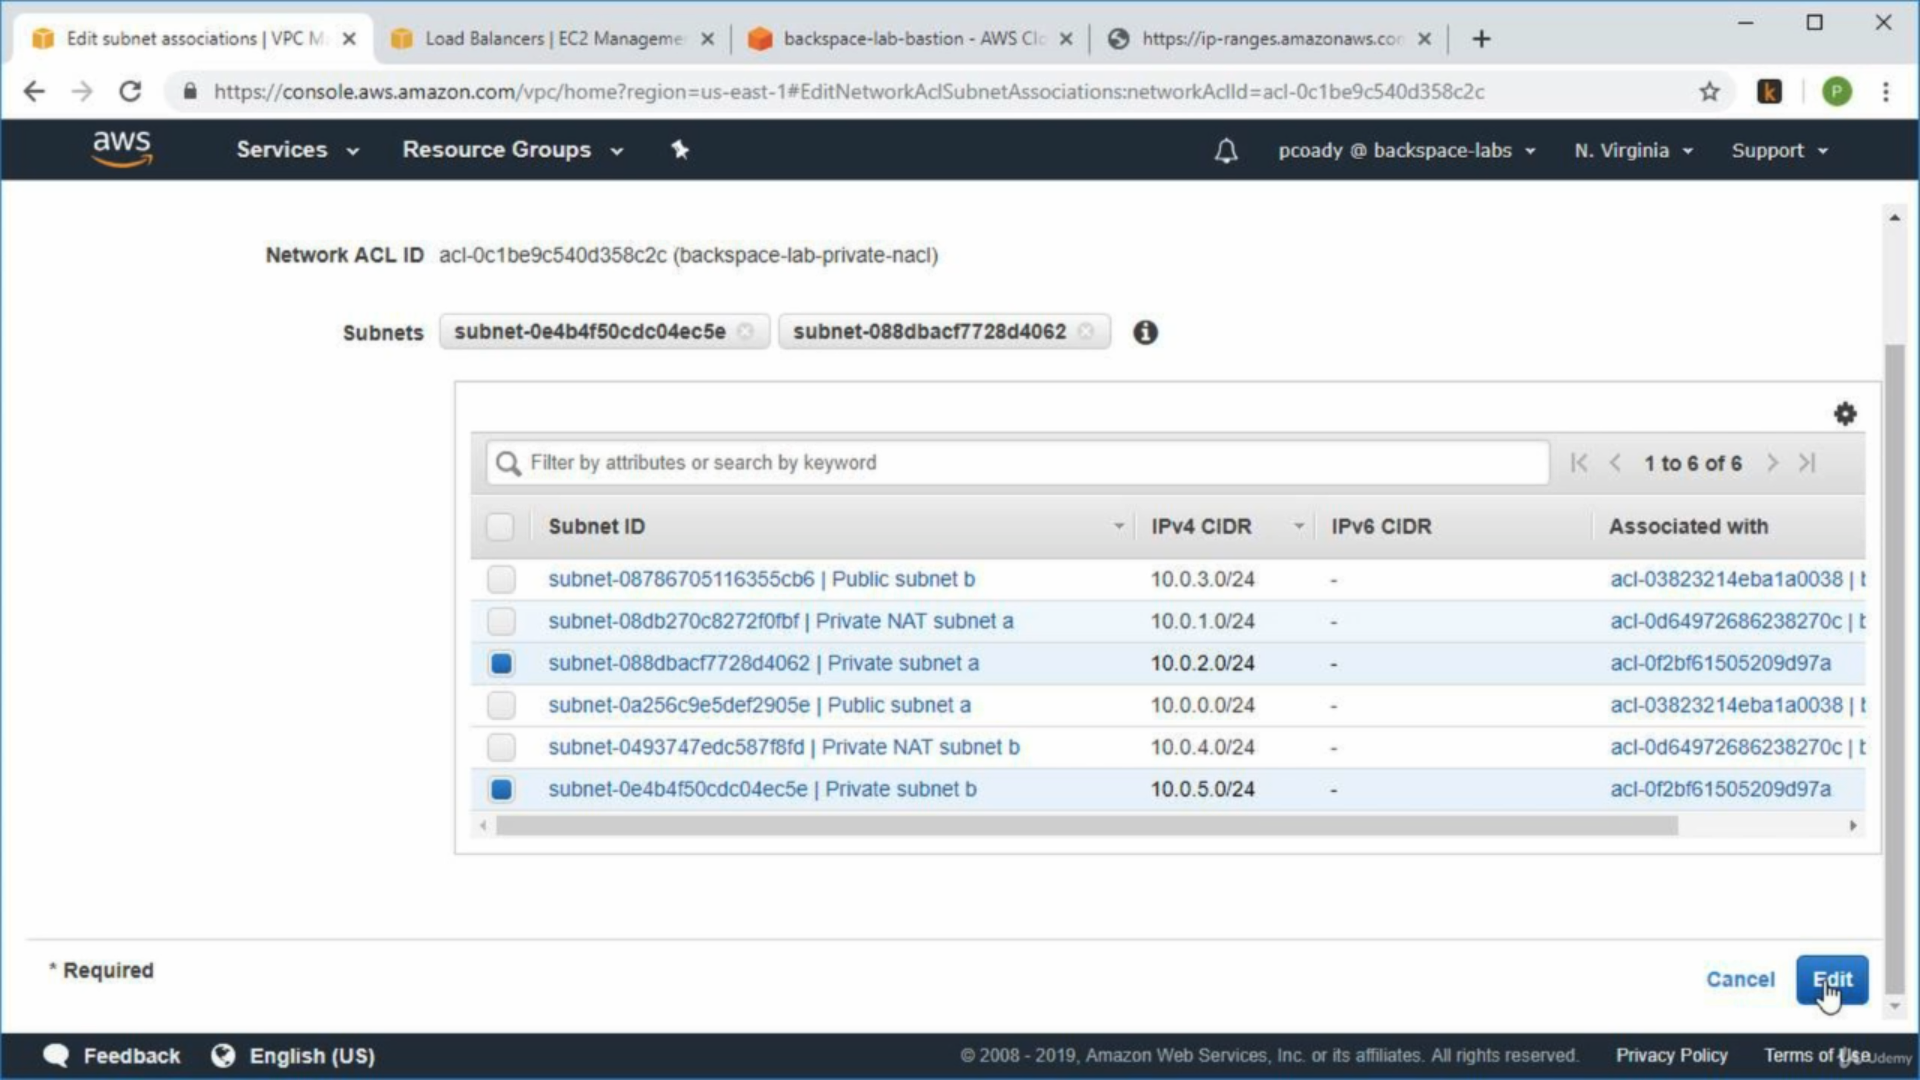 Edit subnet associations | VPC M
Load Balancers | EC2 Manageme
backspace-lab-bastion - AWS Clo
https://ip-ranges.amazonaws.com
https://console.aws.amazon.com/vpc/home?region=us-east-1#EditNetworkAclSubnetAssociations:networkAclId=acl-0c1be9c540d358c2c
k
P
aws
Services
Resource Groups
pcoady @ backspace-labs
N. Virginia
Support
Network ACL ID acl-0c1be9c540d358c2c (backspace-lab-private-nacl)
Subnets subnet-0e4b4f50cdc04ec5e subnet-088dbacf7728d4062
Filter by attributes or search by keyword
1 to 6 of 6
Subnet ID IPv4 CIDR IPv6 CIDR Associated with
subnet-08786705116355cb6 | Public subnet b 10.0.3.0/24 - acl-03823214eba1a0038 |
subnet-08db270c8272f0fbf | Private NAT subnet a 10.0.1.0/24 - acl-0d64972686238270c |
subnet-088dbacf7728d4062 | Private subnet a 10.0.2.0/24 - acl-0f2bf61505209d97a
subnet-0a256c9e5def2905e | Public subnet a 10.0.0.0/24 - acl-03823214eba1a0038 |
subnet-0493747edc587f8fd | Private NAT subnet b 10.0.4.0/24 - acl-0d64972686238270c |
subnet-0e4b4f50cdc04ec5e | Private subnet b 10.0.5.0/24 - acl-0f2bf61505209d97a
* Required
Cancel
Edit
Feedback
English (US)
© 2008 - 2019, Amazon Web Services, Inc. or its affiliates. All rights reserved.
Privacy Policy
Terms of Use
Udemy